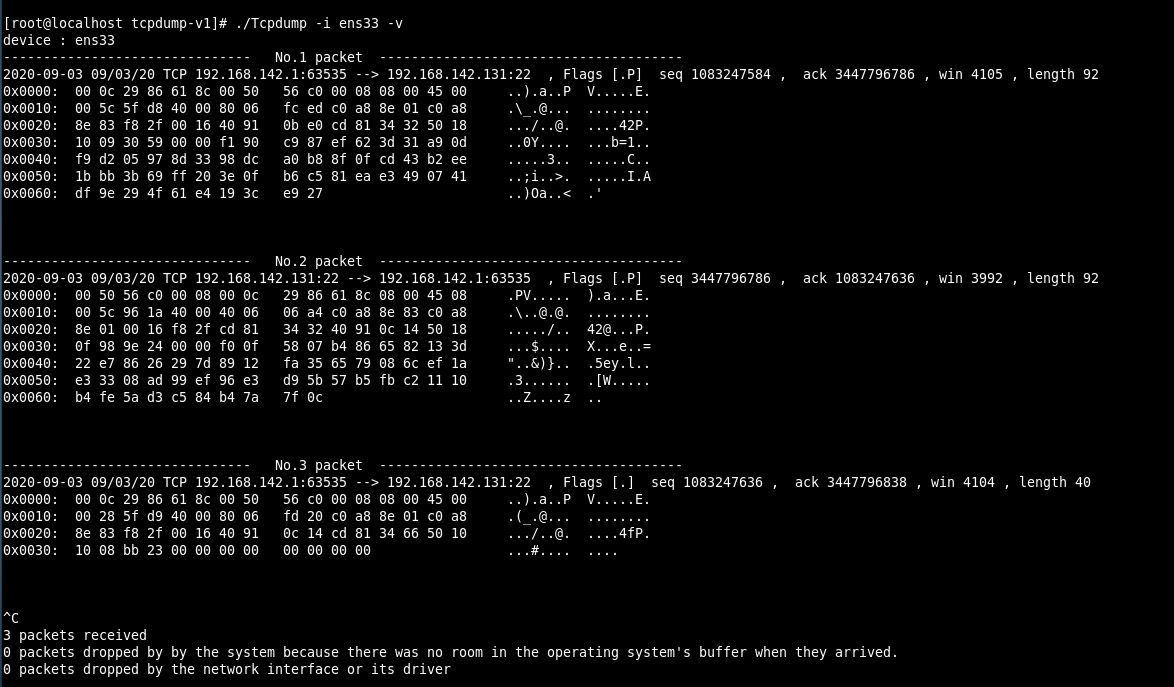 [root@localhost tcpdump-v1]# ./Tcpdump -i ens33 -v
device : ens33
-------------------------------   No.1 packet  --------------------------------------
2020-09-03 09/03/20 TCP 192.168.142.1:63535 --> 192.168.142.131:22  , Flags [.P]  seq 1083247584 ,  ack 3447796786 , win 4105 , length 92
0x0000:  00 0c 29 86 61 8c 00 50   56 c0 00 08 08 00 45 00       ..).a..P  V.....E.
0x0010:  00 5c 5f d8 40 00 80 06   fc ed c0 a8 8e 01 c0 a8       .\_.@...  ........
0x0020:  8e 83 f8 2f 00 16 40 91   0b e0 cd 81 34 32 50 18       .../..@.  ....42P.
0x0030:  10 09 30 59 00 00 f1 90   c9 87 ef 62 3d 31 a9 0d       ..0Y....  ...b=1..
0x0040:  f9 d2 05 97 8d 33 98 dc   a0 b8 8f 0f cd 43 b2 ee       .....3..  .....C..
0x0050:  1b bb 3b 69 ff 20 3e 0f   b6 c5 81 ea e3 49 07 41       ..;i..>.  .....I.A
0x0060:  df 9e 29 4f 61 e4 19 3c   e9 27                         ..)Oa..<  .'
-------------------------------   No.2 packet  --------------------------------------
2020-09-03 09/03/20 TCP 192.168.142.131:22 --> 192.168.142.1:63535  , Flags [.P]  seq 3447796786 ,  ack 1083247636 , win 3992 , length 92
0x0000:  00 50 56 c0 00 08 00 0c   29 86 61 8c 08 00 45 08       .PV.....  ).a...E.
0x0010:  00 5c 96 1a 40 00 40 06   06 a4 c0 a8 8e 83 c0 a8       .\..@.@.  ........
0x0020:  8e 01 00 16 f8 2f cd 81   34 32 40 91 0c 14 50 18       ...../..  42@...P.
0x0030:  0f 98 9e 24 00 00 f0 0f   58 07 b4 86 65 82 13 3d       ...$....  X...e..=
0x0040:  22 e7 86 26 29 7d 89 12   fa 35 65 79 08 6c ef 1a       "..&)}..  .5ey.l..
0x0050:  e3 33 08 ad 99 ef 96 e3   d9 5b 57 b5 fb c2 11 10       .3......  .[W.....
0x0060:  b4 fe 5a d3 c5 84 b4 7a   7f 0c                         ..Z....z  ..
-------------------------------   No.3 packet  --------------------------------------
2020-09-03 09/03/20 TCP 192.168.142.1:63535 --> 192.168.142.131:22  , Flags [.]  seq 1083247636 ,  ack 3447796838 , win 4104 , length 40
0x0000:  00 0c 29 86 61 8c 00 50   56 c0 00 08 08 00 45 00       ..).a..P  V.....E.
0x0010:  00 28 5f d9 40 00 80 06   fd 20 c0 a8 8e 01 c0 a8       .(_.@...  ........
0x0020:  8e 83 f8 2f 00 16 40 91   0c 14 cd 81 34 66 50 10       .../..@.  ....4fP.
0x0030:  10 08 bb 23 00 00 00 00   00 00 00 00                   ...#....  ....
^C
3 packets received
0 packets dropped by by the system because there was no room in the operating system's buffer when they arrived.
0 packets dropped by the network interface or its driver